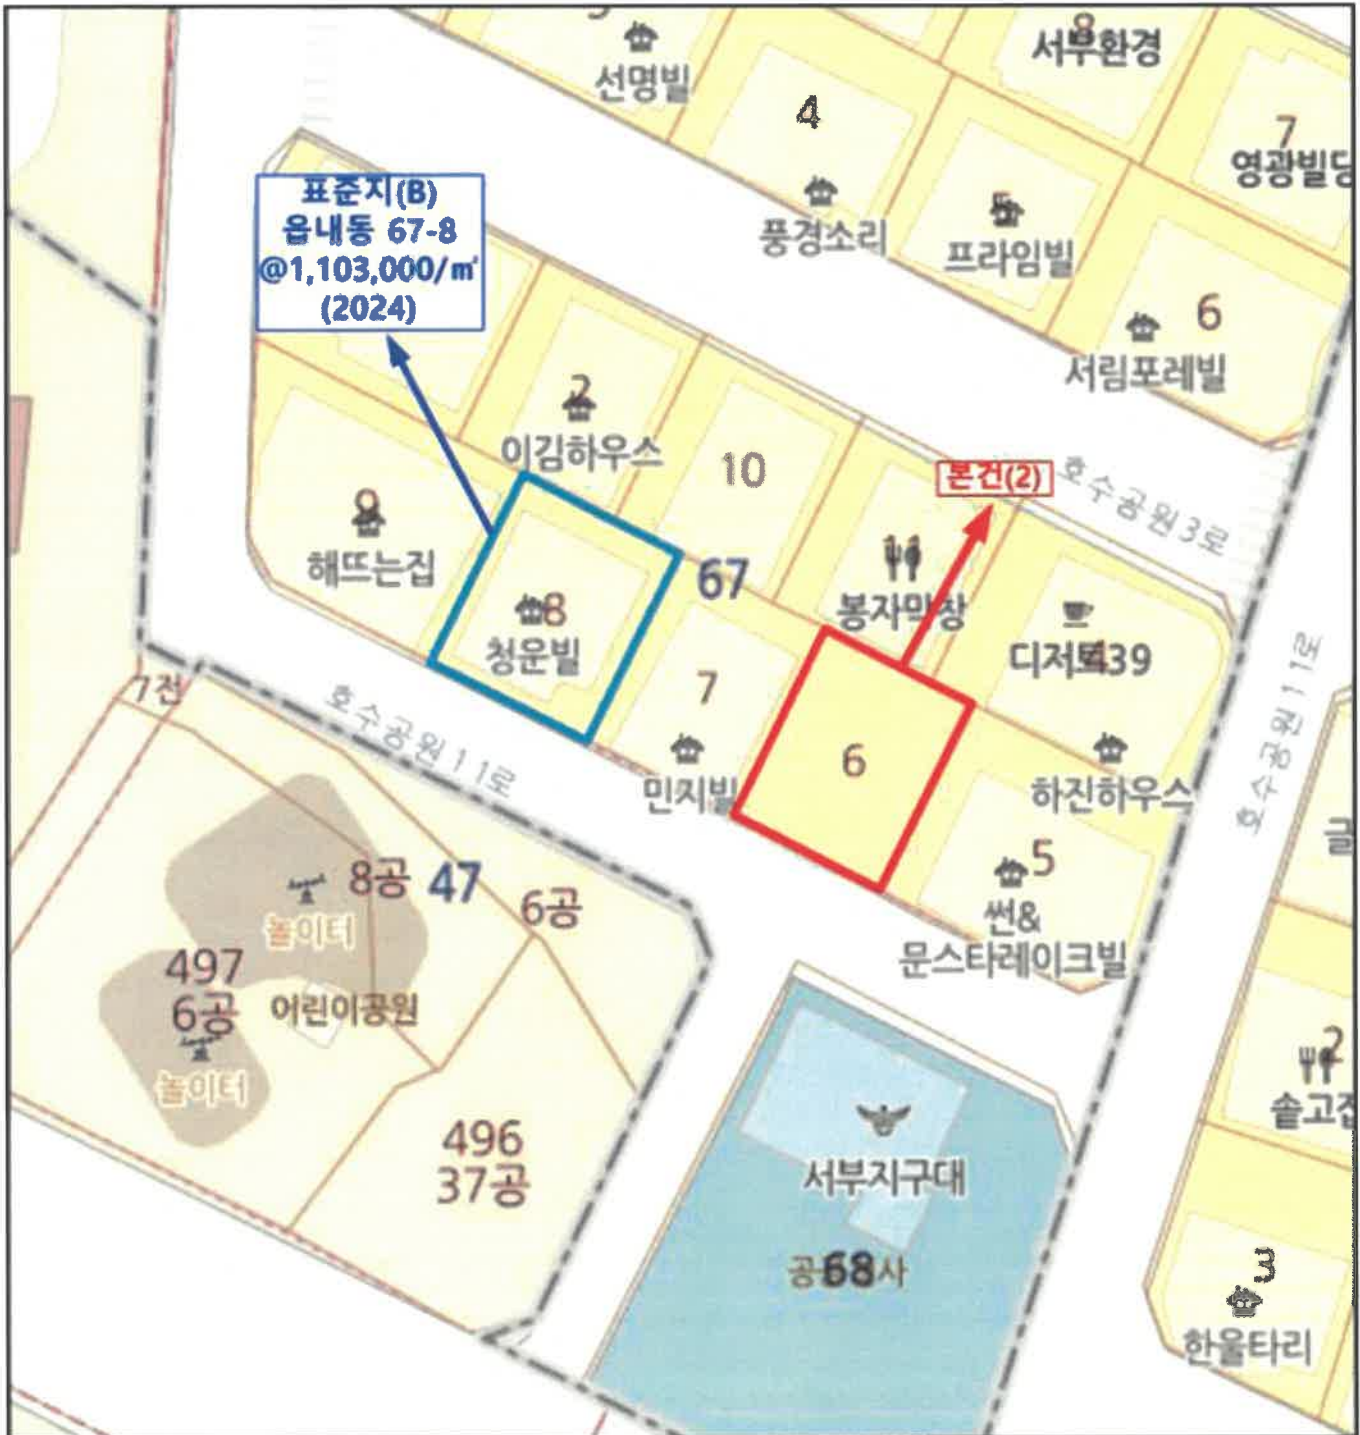 선명빌
8
서부환경
4
7
영광빌딩
표준지(B)
읍내동 67-8
@1,103,000/㎡
(2024)
풍경소리
5
프라임빌
6
서림포레빌
2
이김하우스
10
본건(2)
호수공원 3로
9
해뜨는집
67
11
봉자막창
8
청운빌
디저트39
4
7
민지빌
6
하진하우스
7전
호수공원 11로
호수공원 11로
5
썬&
문스타레이크빌
8공
47
6공
놀이터
497
6공
어린이공원
놀이터
2
솥고집
496
37공
서부지구대
68
3
한울타리